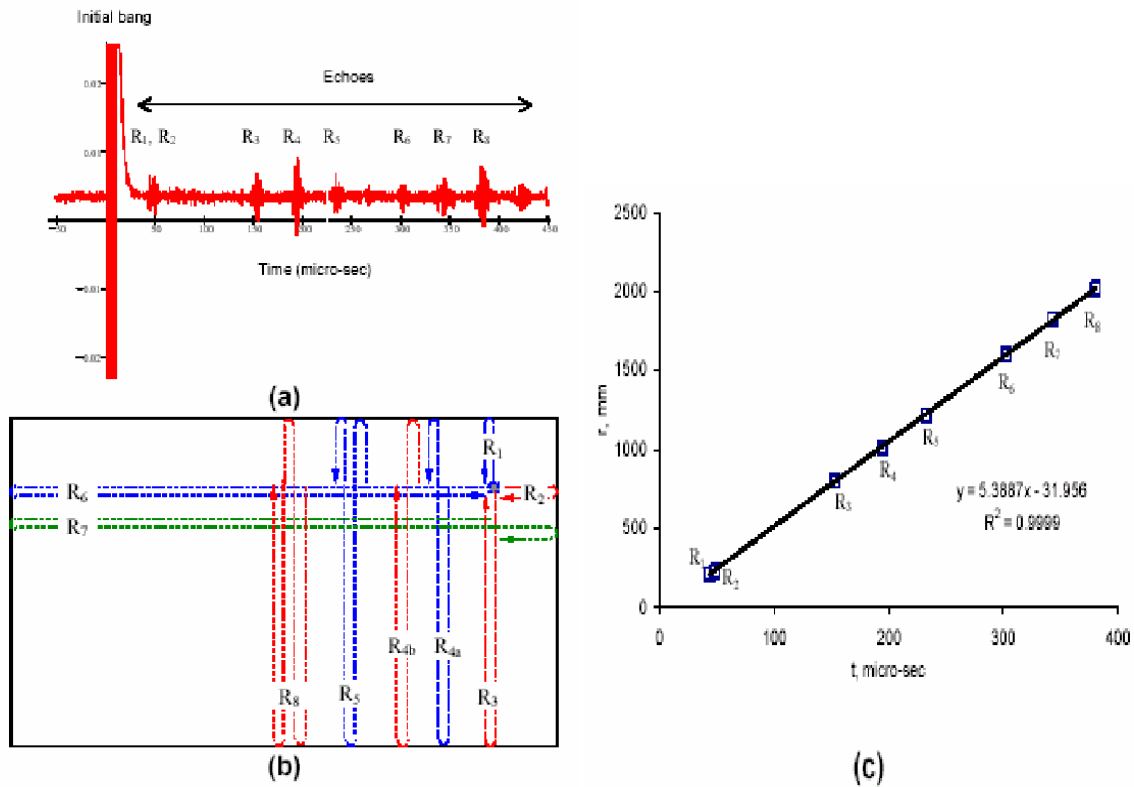 Initial bang
0.02
Echoes
R1, R2 R3 R4 R5 R6 R7 R8
0.01
-50 50 100 150 200 250 300 350 400 450
Time (micro-sec)
-0.01
-0.02
(a)
R1
R6 R2
R7
R4b R4a
R8 R5 R3
(b)
2500
2000
1500
1000
500
0
r, mm
R1
R2
R3
R4
R5
R6
R7
R8
y = 5.3887x - 31.956
R2 = 0.9999
0 100 200 300 400
t, micro-sec
(c)